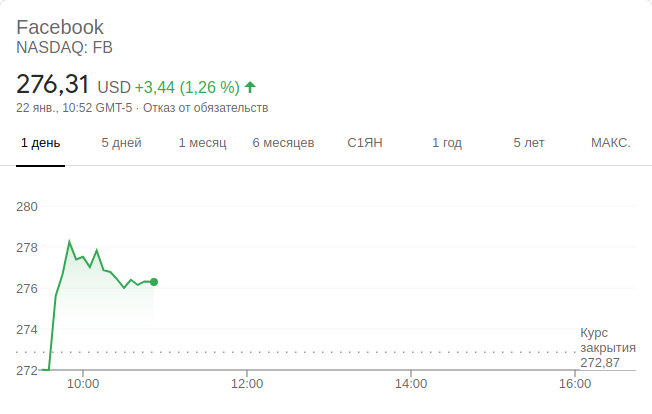 Facebook
NASDAQ: FB
276,31 USD +3,44 (1,26 %)
22 янв., 10:52 GMT-5 · Отказ от обязательств
1 день 5 дней 1 месяц 6 месяцев С1ЯН 1 год 5 лет МАКС.
280
278
276
274
Курс
закрытия
272,87
272
10:00 12:00 14:00 16:00